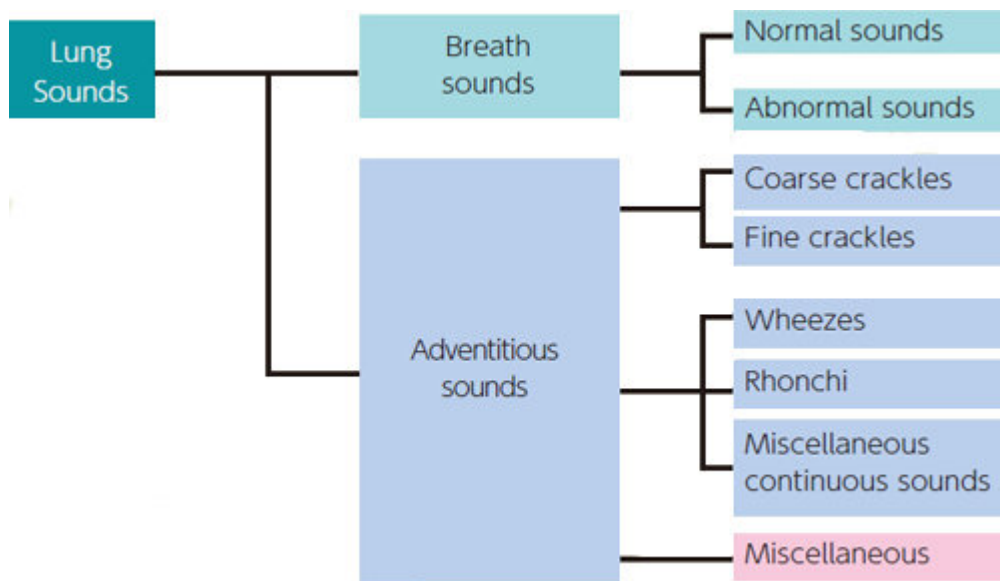 Lung
Sounds
Breath
sounds
Normal sounds
Abnormal sounds
Adventitious
sounds
Coarse crackles
Fine crackles
Wheezes
Rhonchi
Miscellaneous
continuous sounds
Miscellaneous